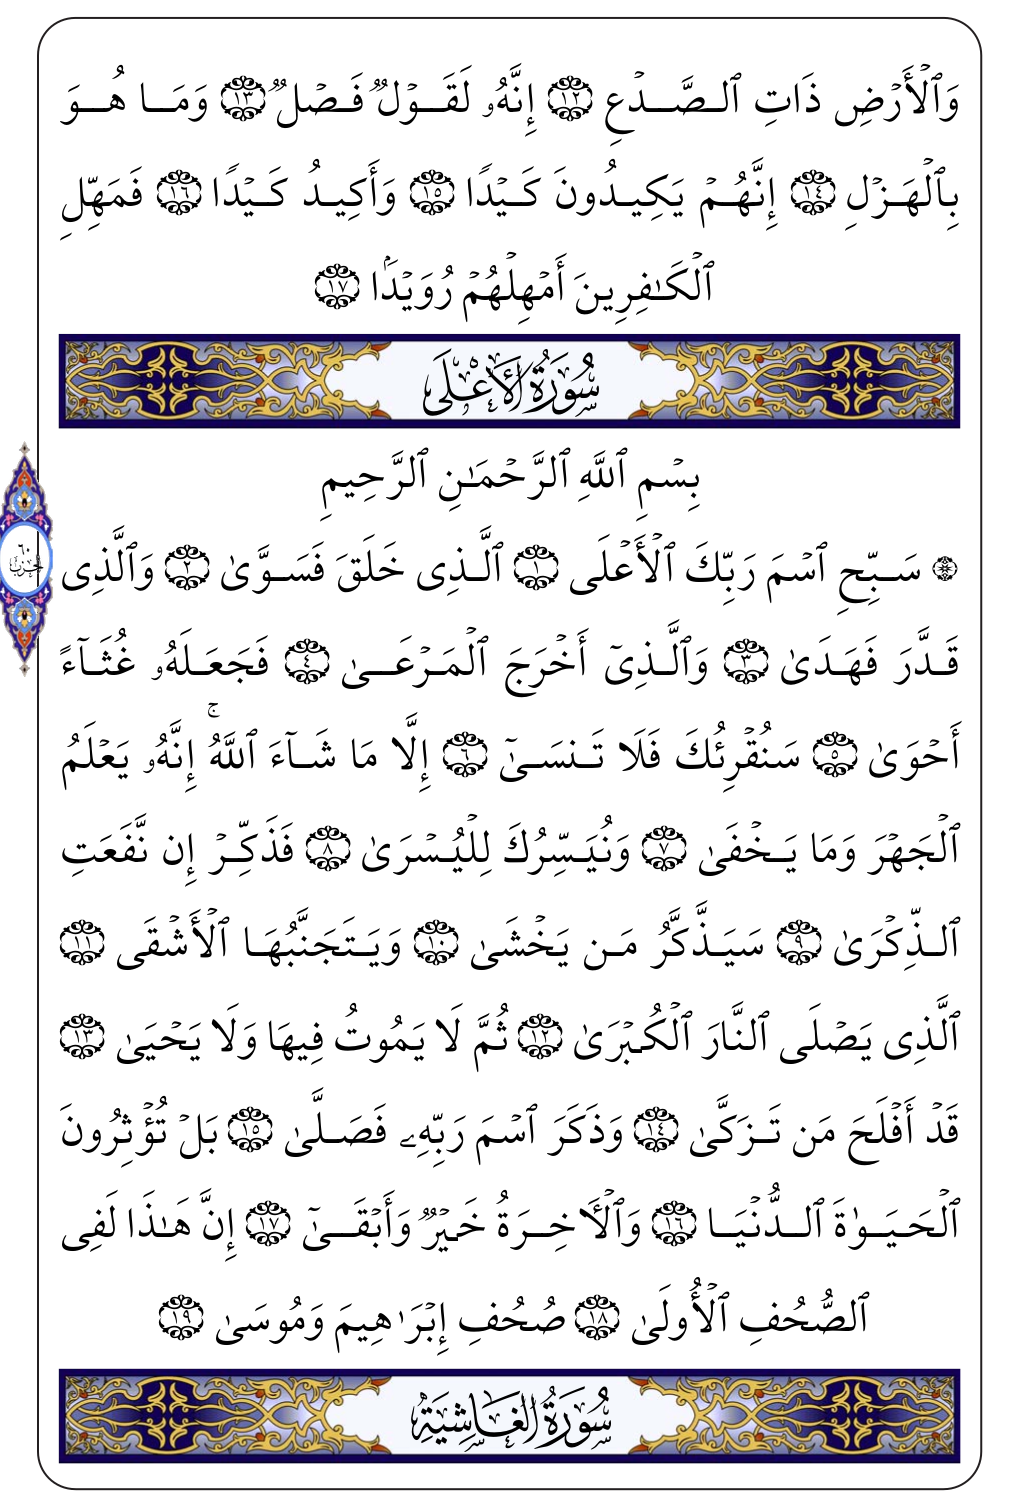 وَٱلۡأَرۡضِ ذَاتِ ٱلصَّدۡعِ ١٢ إِنَّهُۥ لَقَوۡلٞ فَصۡلٞ ١٣ وَمَا هُوَ
بِٱلۡهَزۡلِ ١٤ إِنَّهُمۡ يَكِيدُونَ كَيۡدٗا ١٥ وَأَكِيدُ كَيۡدٗا ١٦ فَمَهِّلِ
ٱلۡكَٰفِرِينَ أَمۡهِلۡهُمۡ رُوَيۡدَۢا ١٧
سُورَةُ الأَعْلَى
بِسۡمِ ٱللَّهِ ٱلرَّحۡمَٰنِ ٱلرَّحِيمِ
۞ سَبِّحِ ٱسۡمَ رَبِّكَ ٱلۡأَعۡلَى ١ ٱلَّذِي خَلَقَ فَسَوَّىٰ ٢ وَٱلَّذِي
قَدَّرَ فَهَدَىٰ ٣ وَٱلَّذِيٓ أَخۡرَجَ ٱلۡمَرۡعَىٰ ٤ فَجَعَلَهُۥ غُثَآءً
أَحۡوَىٰ ٥ سَنُقۡرِئُكَ فَلَا تَنسَىٰٓ ٦ إِلَّا مَا شَآءَ ٱللَّهُۚ إِنَّهُۥ يَعۡلَمُ
ٱلۡجَهۡرَ وَمَا يَخۡفَىٰ ٧ وَنُيَسِّرُكَ لِلۡيُسۡرَىٰ ٨ فَذَكِّرۡ إِن نَّفَعَتِ
ٱلذِّكۡرَىٰ ٩ سَيَذَّكَّرُ مَن يَخۡشَىٰ ١٠ وَيَتَجَنَّبُهَا ٱلۡأَشۡقَى ١١
ٱلَّذِي يَصۡلَى ٱلنَّارَ ٱلۡكُبۡرَىٰ ١٢ ثُمَّ لَا يَمُوتُ فِيهَا وَلَا يَحۡيَىٰ ١٣
قَدۡ أَفۡلَحَ مَن تَزَكَّىٰ ١٤ وَذَكَرَ ٱسۡمَ رَبِّهِۦ فَصَلَّىٰ ١٥ بَلۡ تُؤۡثِرُونَ
ٱلۡحَيَوٰةَ ٱلدُّنۡيَا ١٦ وَٱلۡأٓخِرَةُ خَيۡرٞ وَأَبۡقَىٰٓ ١٧ إِنَّ هَٰذَا لَفِي
ٱلصُّحُفِ ٱلۡأُولَىٰ ١٨ صُحُفِ إِبۡرَٰهِيمَ وَمُوسَىٰ ١٩
سُورَةُ الغَاشِيَةِ
٦٠
الحزب